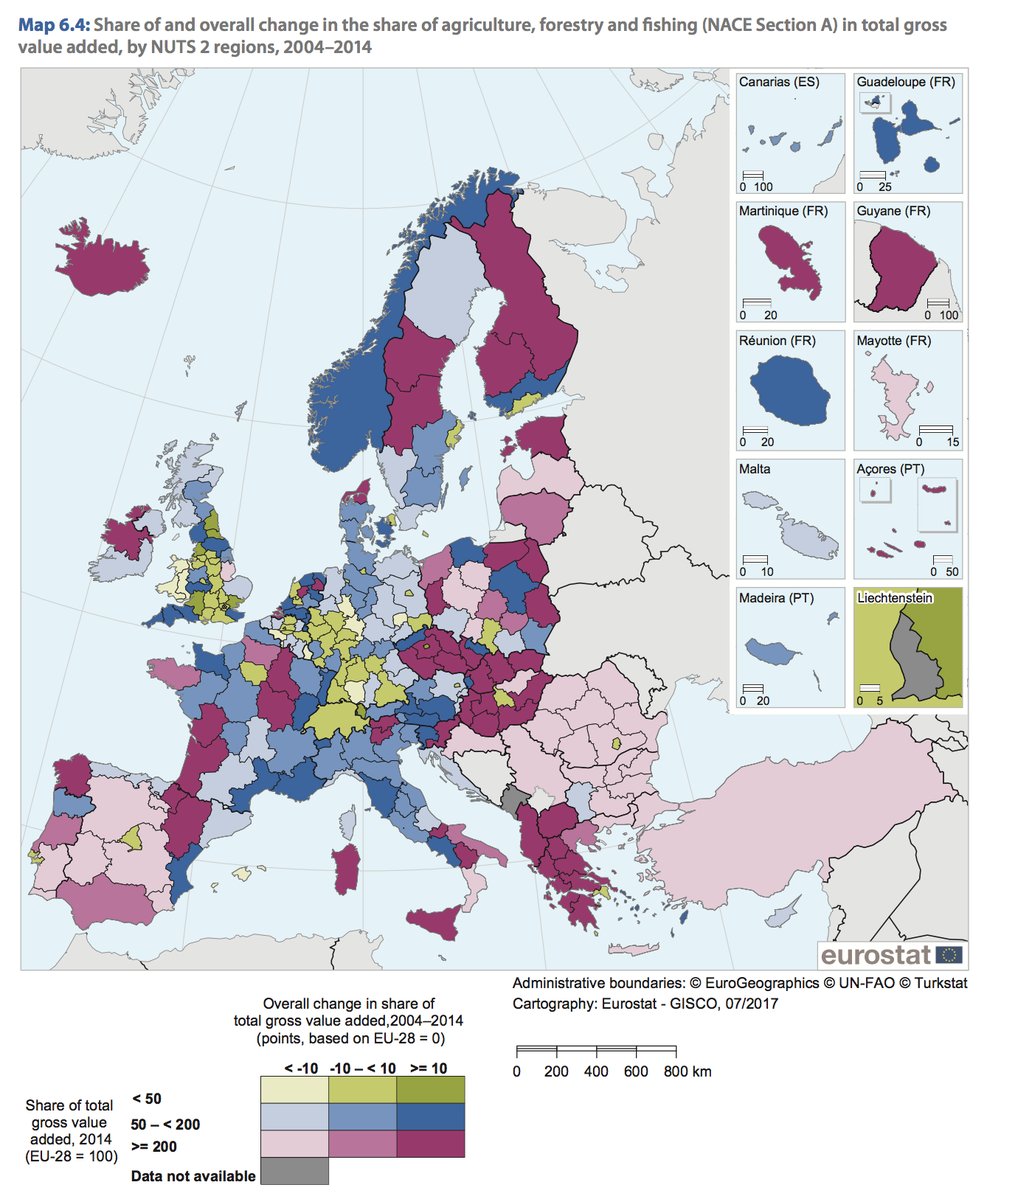 Map 6.4: Share of and overall change in the share of agriculture, forestry and fishing (NACE Section A) in total gross
value added, by NUTS 2 regions, 2004–2014
Canarias (ES)
0 100
Guadeloupe (FR)
0 25
Martinique (FR)
0 20
Guyane (FR)
0 100
Réunion (FR)
0 20
Mayotte (FR)
0 15
Malta
0 10
Açores (PT)
0 50
Madeira (PT)
0 20
Liechtenstein
0 5
eurostat
Administrative boundaries: © EuroGeographics © UN-FAO © Turkstat
Cartography: Eurostat - GISCO, 07/2017
Overall change in share of
total gross value added,2004–2014
(points, based on EU-28 = 0)
< -10 -10 – < 10 >= 10
Share of total
gross value
added, 2014
(EU-28 = 100)
< 50
50 – < 200
>= 200
Data not available
0 200 400 600 800 km